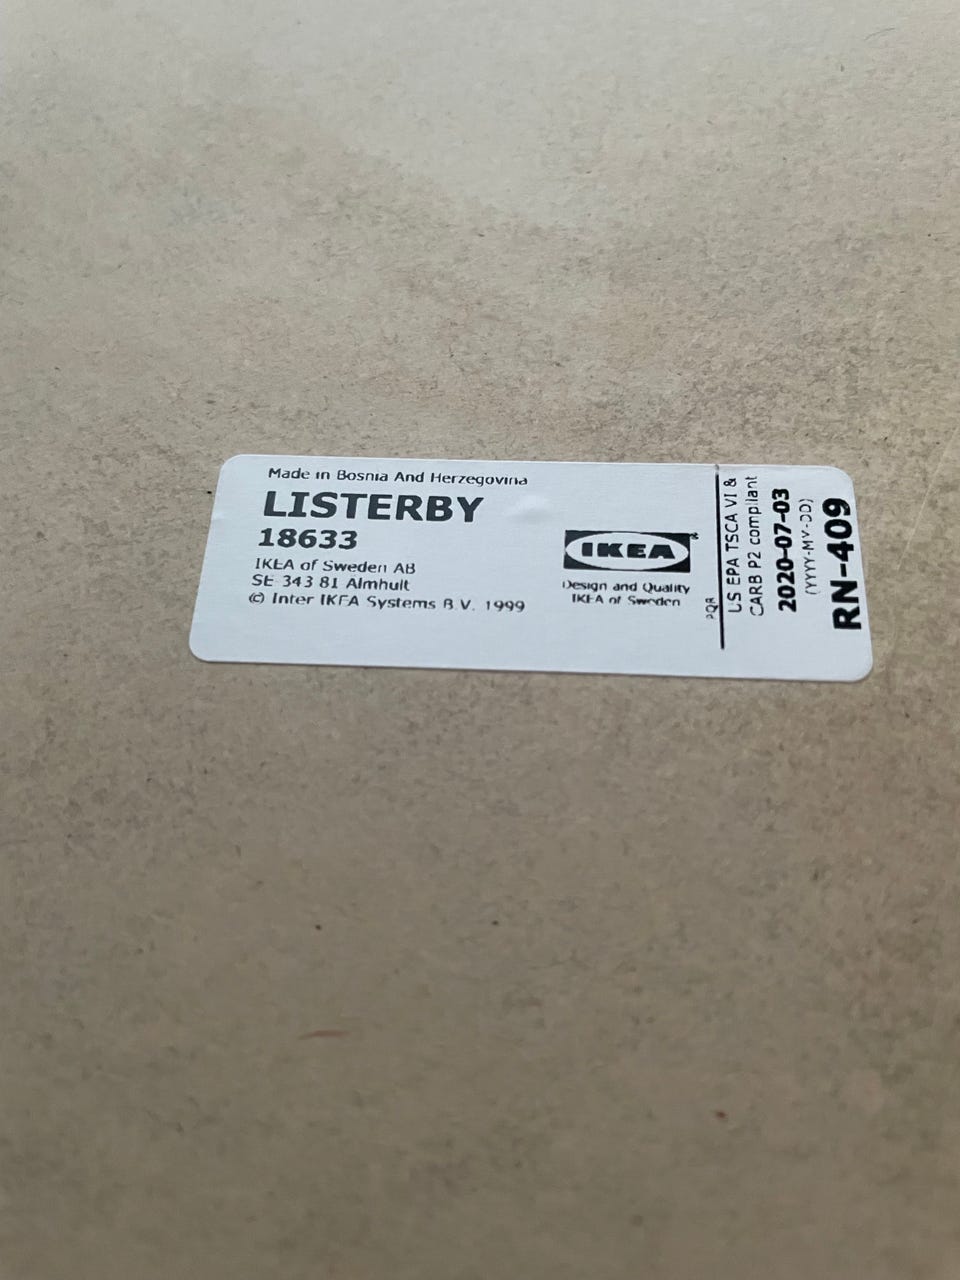 Made in Bosnia And Herzegovina
LISTERBY
18633
IKEA of Sweden AB
SE 343 81 Älmhult
© Inter IKEA Systems B.V. 1999
IKEA®
Design and Quality
IKEA of Sweden
PQR
US EPA TSCA VI &
CARB P2 compliant
2020-07-03
(YYYY-MM-DD)
RN-409